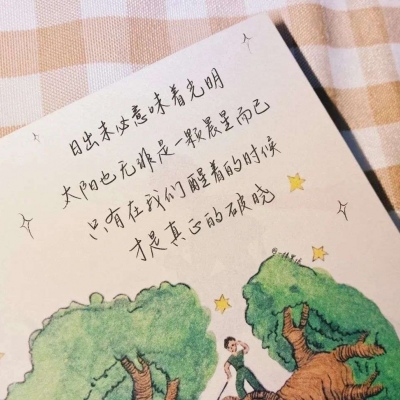 日出未必意味着光明
太阳也无非是一颗晨星而已
只有在我们醒着的时候
才是真正的破晓